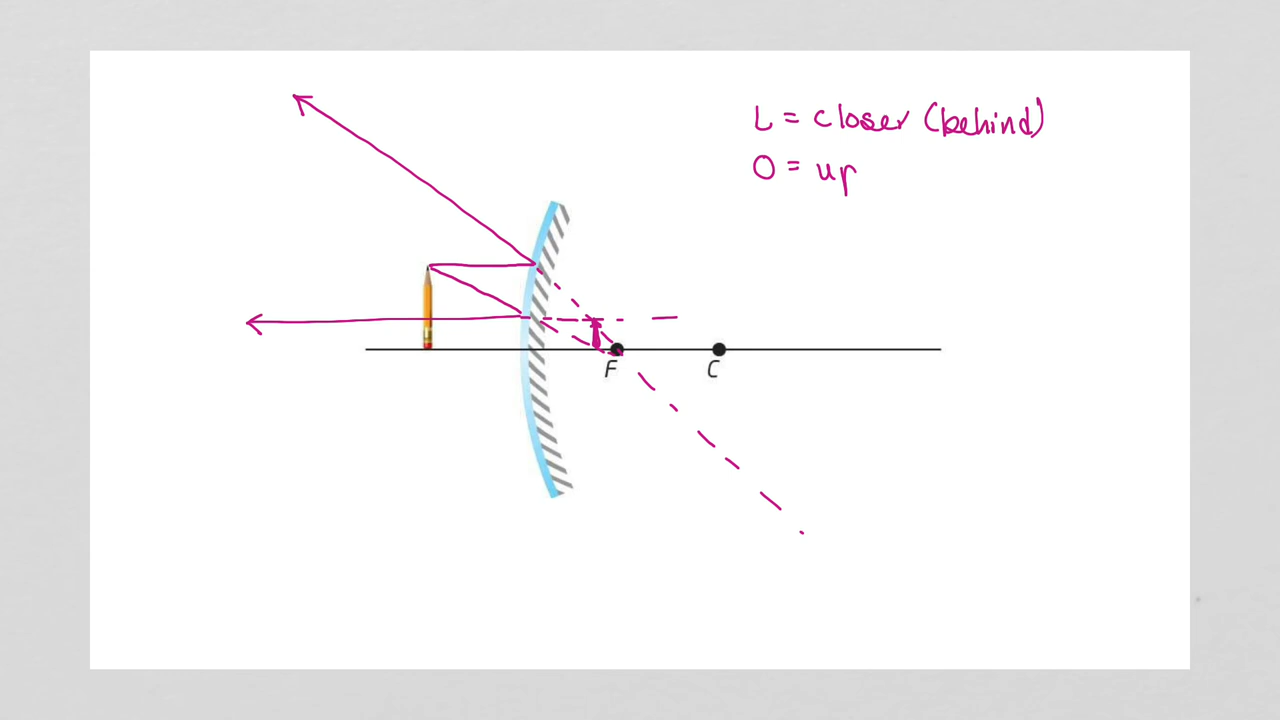 L = closer (behind)
O = up
F
C